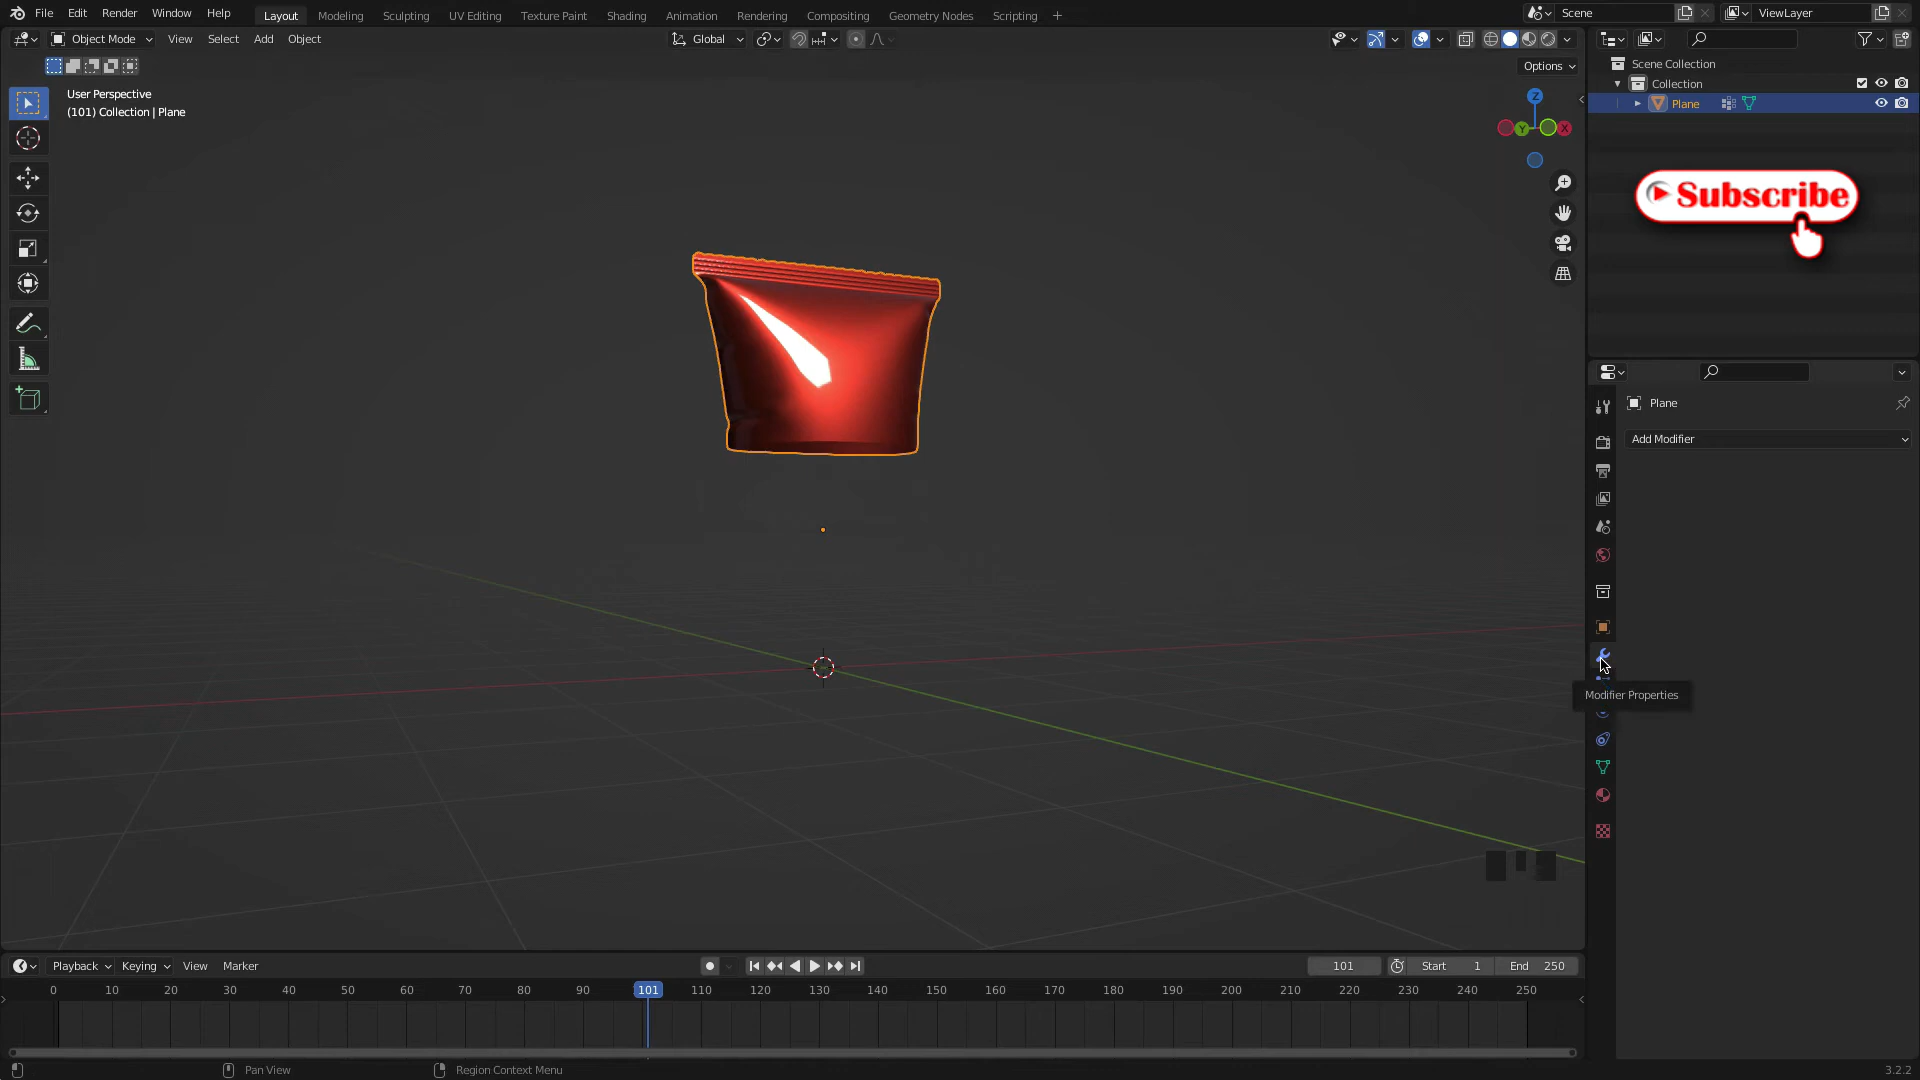 File Edit Render Window Help Layout Modeling Sculpting UV Editing Texture Paint Shading Animation Rendering Compositing Geometry Nodes Scripting + Scene ViewLayer
Object Mode View Select Add Object Global
Options
User Perspective
(101) Collection | Plane
Z
Y
X
Scene Collection
Collection
Plane
Subscribe
Plane
Add Modifier
Modifier Properties
Playback Keying View Marker 101 Start 1 End 250
0 10 20 30 40 50 60 70 80 90 101 110 120 130 140 150 160 170 180 190 200 210 220 230 240 250
Pan View Region Context Menu 3.2.2